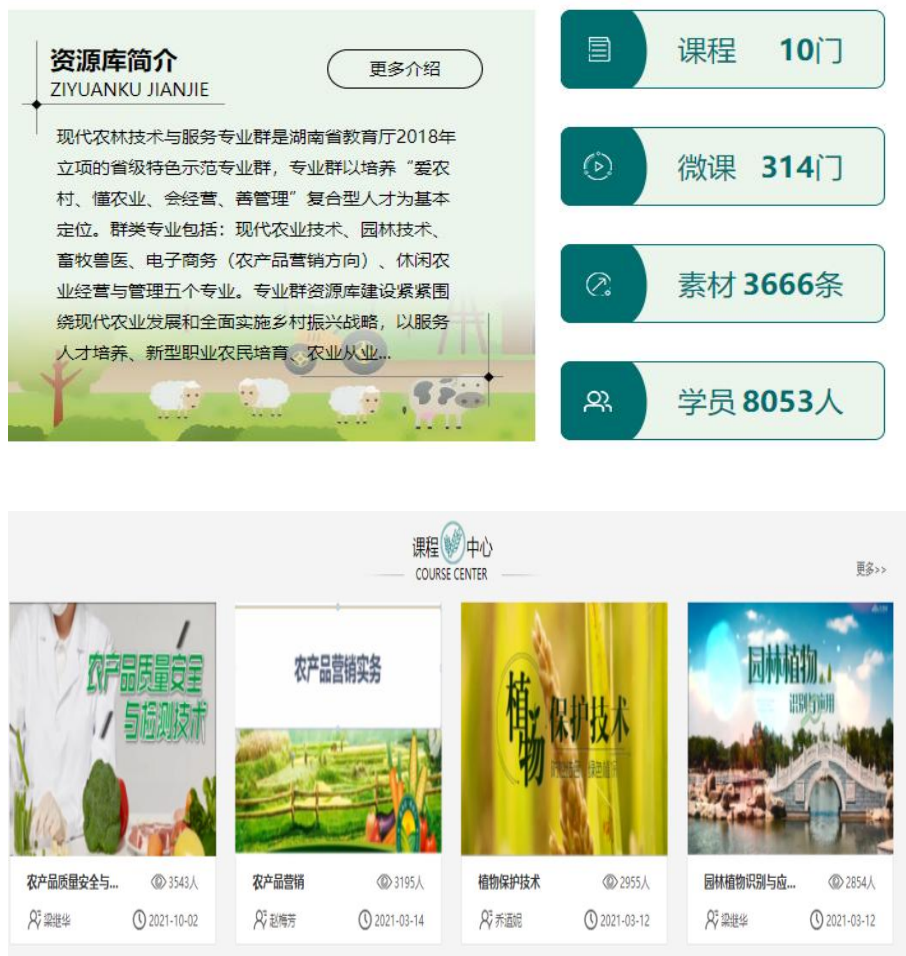 资源库简介
ZIYUANKU JIANJIE
更多介绍
现代农林技术与服务专业群是湖南省教育厅2018年
立项的省级特色示范专业群，专业群以培养“爱农
村、懂农业、会经营、善管理”复合型人才为基本
定位。群类专业包括：现代农业技术、园林技术、
畜牧兽医、电子商务（农产品营销方向）、休闲农
业经营与管理五个专业。专业群资源库建设紧紧围
绕现代农业发展和全面实施乡村振兴战略，以服务
人才培养、新型职业农民培育、农业从业...
课程 10门
微课 314门
素材 3666条
学员 8053人
课程中心
COURSE CENTER
更多>>
农产品质量安全
与检测技术
农产品质量安全与...
3543人
梁继华
2021-10-02
农产品营销实务
农产品营销
3195人
赵梅芳
2021-03-14
植物保护技术
植物保护技术
2955人
2021-03-12
园林植物
识别与应用
园林植物识别与应...
2854人
梁继华
2021-03-12